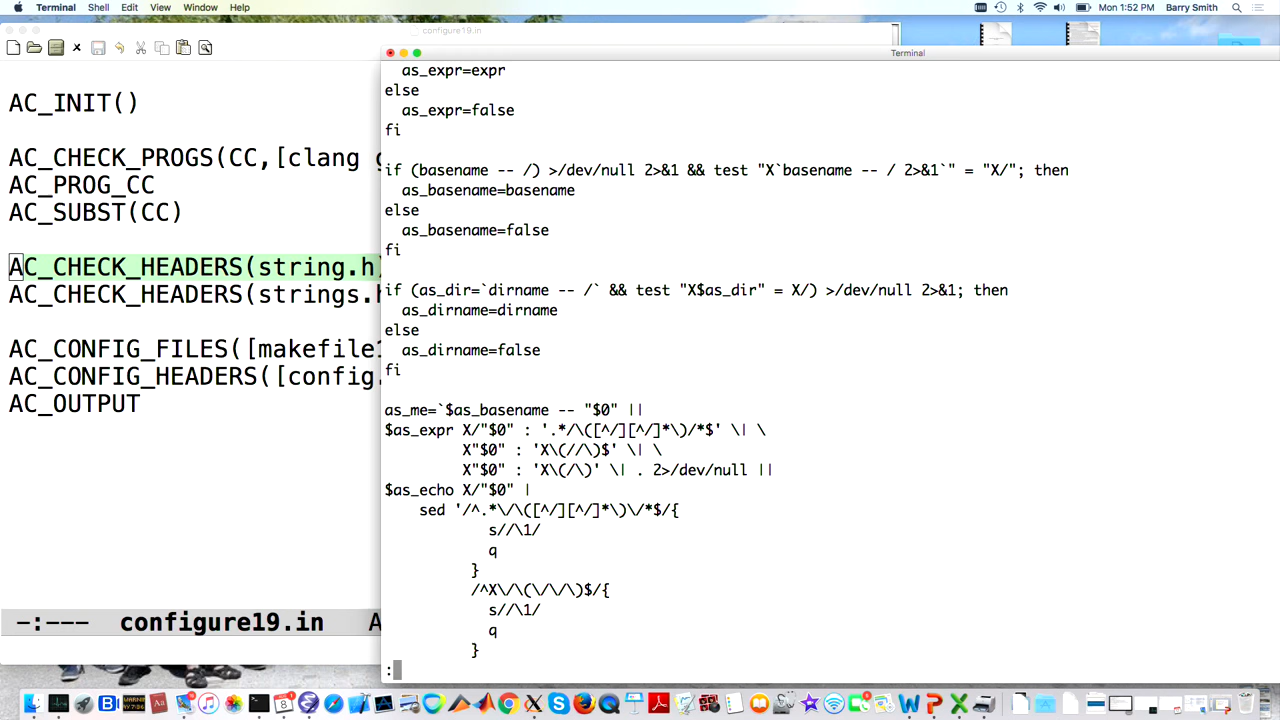 Terminal Shell Edit View Window Help
Mon 1:52 PM Barry Smith
configure19.in
Terminal
AC_INIT()
AC_CHECK_PROGS(CC,[clang
AC_PROG_CC
AC_SUBST(CC)
AC_CHECK_HEADERS(string.h)
AC_CHECK_HEADERS(strings.h
AC_CONFIG_FILES([makefile1
AC_CONFIG_HEADERS([config.
AC_OUTPUT
-:--- configure19.in A
as_expr=expr
else
as_expr=false
fi
if (basename -- /) >/dev/null 2>&1 && test "X`basename -- / 2>&1`" = "X/"; then
as_basename=basename
else
as_basename=false
fi
if (as_dir=`dirname -- /` && test "X$as_dir" = X/) >/dev/null 2>&1; then
as_dirname=dirname
else
as_dirname=false
fi
as_me=`$as_basename -- "$0" ||
$as_expr X/"$0" : '.*/\([^/][^/]*\)/*$' \| \
X"$0" : 'X\(//\)$' \| \
X"$0" : 'X\(/\)' \| . 2>/dev/null ||
$as_echo X/"$0" |
sed '/^.*\/\([^/][^/]*\)\/*$/{
s//\1/
q
}
/^X\/\(\/\/\)$/{
s//\1/
q
}
: